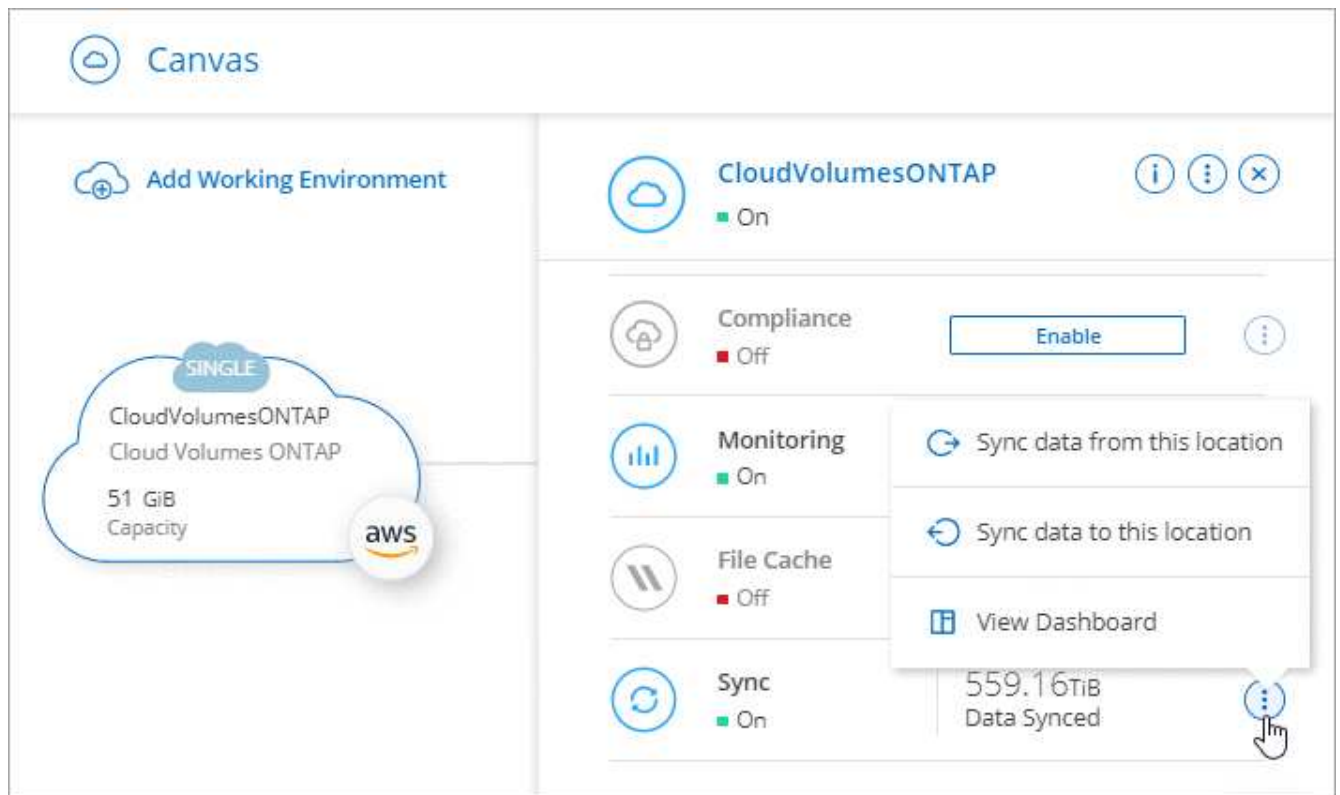 Canvas
Add Working Environment
SINGLE
CloudVolumesONTAP
Cloud Volumes ONTAP
51 GiB
Capacity
aws
CloudVolumesONTAP
On
Compliance
Off
Enable
Monitoring
On
File Cache
Off
Sync
On
559.16TiB
Data Synced
Sync data from this location
Sync data to this location
View Dashboard